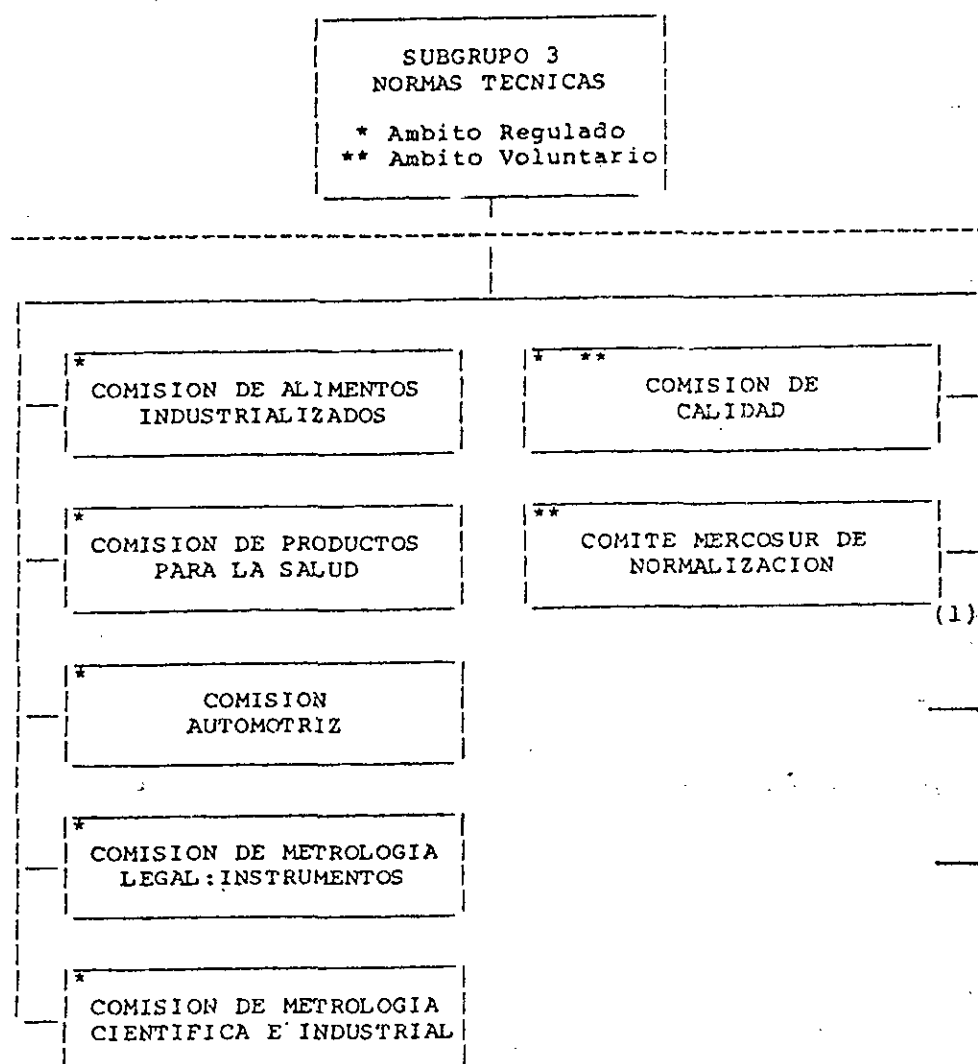 SUBGRUPO 3
NORMAS TECNICAS
* Ambito Regulado
** Ambito Voluntario
*
COMISION DE ALIMENTOS
INDUSTRIALIZADOS
* **
COMISION DE
CALIDAD
*
COMISION DE PRODUCTOS
PARA LA SALUD
**
COMITE MERCOSUR DE
NORMALIZACION
(1)
*
COMISION
AUTOMOTRIZ
*
COMISION DE METROLOGIA
LEGAL:INSTRUMENTOS
*
COMISION DE METROLOGIA
CIENTIFICA E INDUSTRIAL